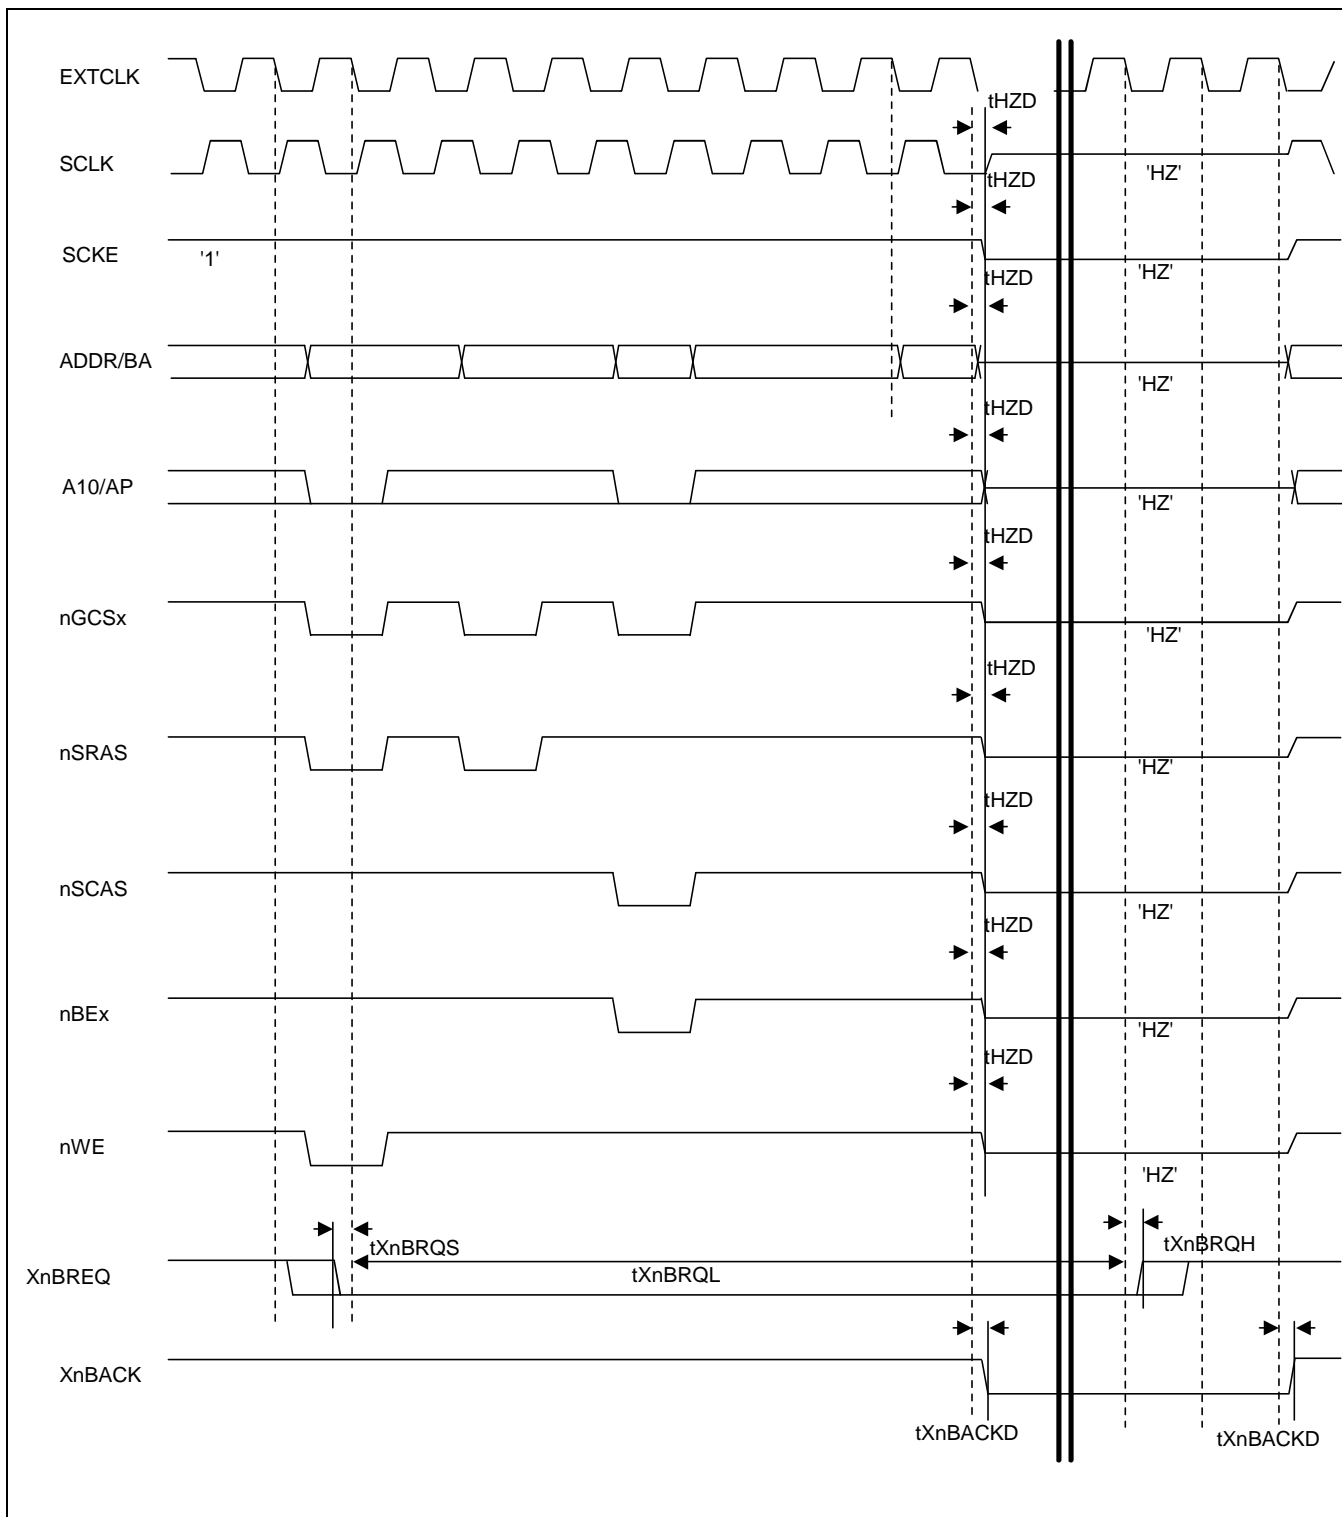 EXTCLK
tHZD
SCLK
'HZ'
tHZD
SCKE
'1'
'HZ'
tHZD
ADDR/BA
'HZ'
tHZD
A10/AP
'HZ'
tHZD
nGCSx
'HZ'
tHZD
nSRAS
'HZ'
tHZD
nSCAS
'HZ'
tHZD
nBEx
'HZ'
tHZD
nWE
'HZ'
tXnBRQS
tXnBRQH
XnBREQ
tXnBRQL
XnBACK
tXnBACKD
tXnBACKD